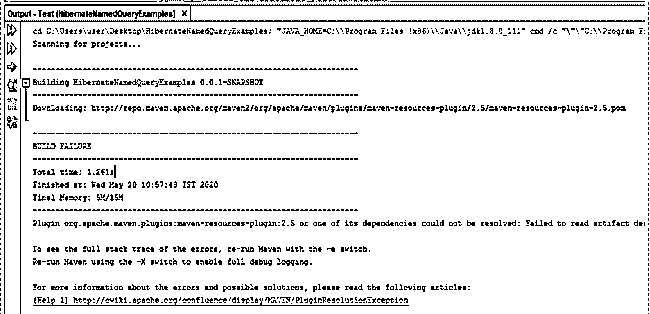 Output - Test (HibernateNamedQueryExamples) ×
cd C:\Users\user\Desktop\HibernateNamedQueryExamples; "JAVA_HOME=C:\\Program Files (x86)\\Java\\jdk1.8.0_111" cmd /c "\"\"C:\\Program F
Scanning for projects...
------------------------------------------------------------------------
Building HibernateNamedQueryExamples 0.0.1-SNAPSHOT
------------------------------------------------------------------------
Downloading: http://repo.maven.apache.org/maven2/org/apache/maven/plugins/maven-resources-plugin/2.5/maven-resources-plugin-2.5.pom
------------------------------------------------------------------------
BUILD FAILURE
------------------------------------------------------------------------
Total time: 1.261s
Finished at: Wed May 20 10:57:43 IST 2020
Final Memory: 5M/15M
------------------------------------------------------------------------
Plugin org.apache.maven.plugins:maven-resources-plugin:2.5 or one of its dependencies could not be resolved: Failed to read artifact de
To see the full stack trace of the errors, re-run Maven with the -e switch.
Re-run Maven using the -X switch to enable full debug logging.
For more information about the errors and possible solutions, please read the following articles:
[Help 1] http://cwiki.apache.org/confluence/display/MAVEN/PluginResolutionException